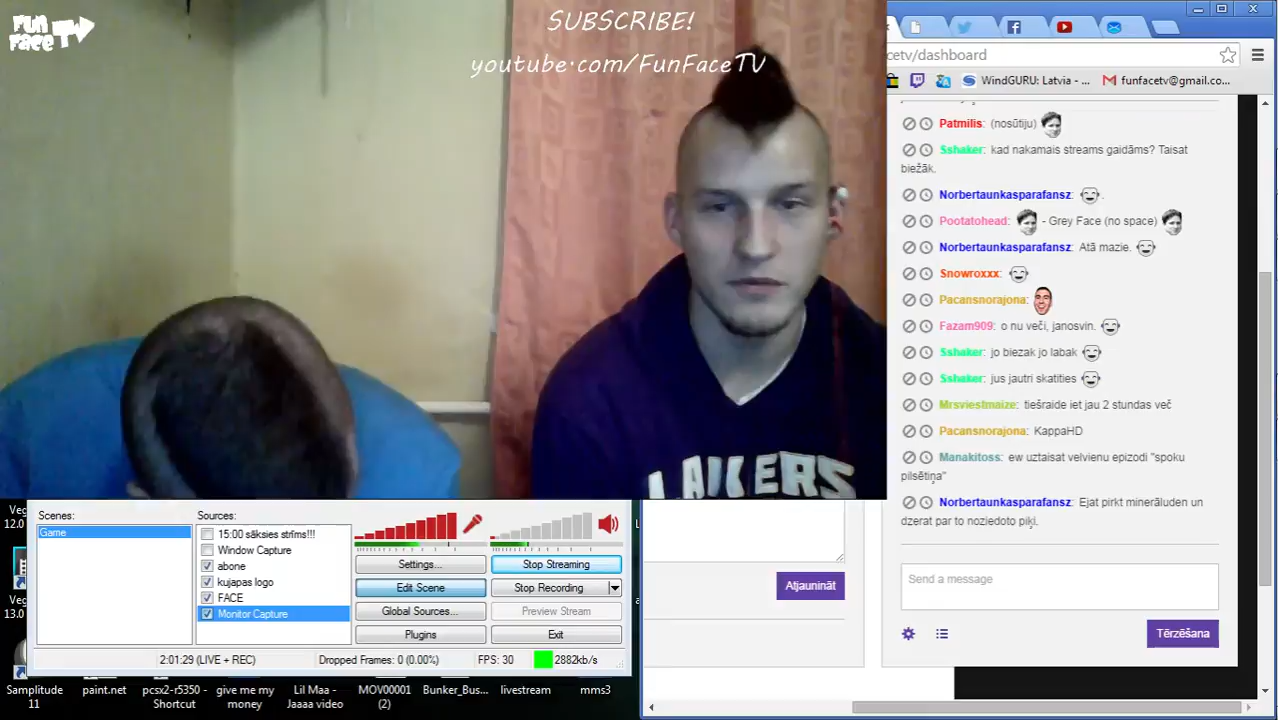 FUN
FACE TV
SUBSCRIBE!
youtube.com/FunFaceTV
LAKERS
cetv/dashboard
WindGURU: Latvia - ...
funfacetv@gmail.co...
Patmilis: (nosūtiju)
Sshaker: kad nakamais streams gaidāms? Taisat
biežāk.
Norbertaunkasparafansz: .
Pootatohead: - Grey Face (no space)
Norbertaunkasparafansz: Atā mazie.
Snowroxxx:
Pacansnorajona:
Fazam909: o nu veči, janosvin.
Sshaker: jo biezak jo labak
Sshaker: jus jautri skatities
Mrsviestmaize: tiešraide iet jau 2 stundas več
Pacansnorajona: KappaHD
Manakitoss: ew uztaisat velvienu epizodi "spoku
pilsētiņa"
Norbertaunkasparafansz: Ejat pirkt minerāluden un
dzerat par to noziedoto piķi.
Send a message
Tērzēšana
Atjaunināt
Scenes:
Game
Sources:
15:00 sāksies strīms!!!
Window Capture
abone
kujapas logo
FACE
Monitor Capture
Settings...
Stop Streaming
Edit Scene
Stop Recording
Global Sources...
Preview Stream
Plugins
Exit
2:01:29 (LIVE + REC)
Dropped Frames: 0 (0.00%)
FPS: 30
2882kb/s
Veg
12.0
Veg
13.0
Samplitude
11
paint.net
pcsx2-r5350 -
Shortcut
give me my
money
Lil Maa -
Jaaaa video
MOV00001
(2)
Bunker_Bus...
livestream
mms3